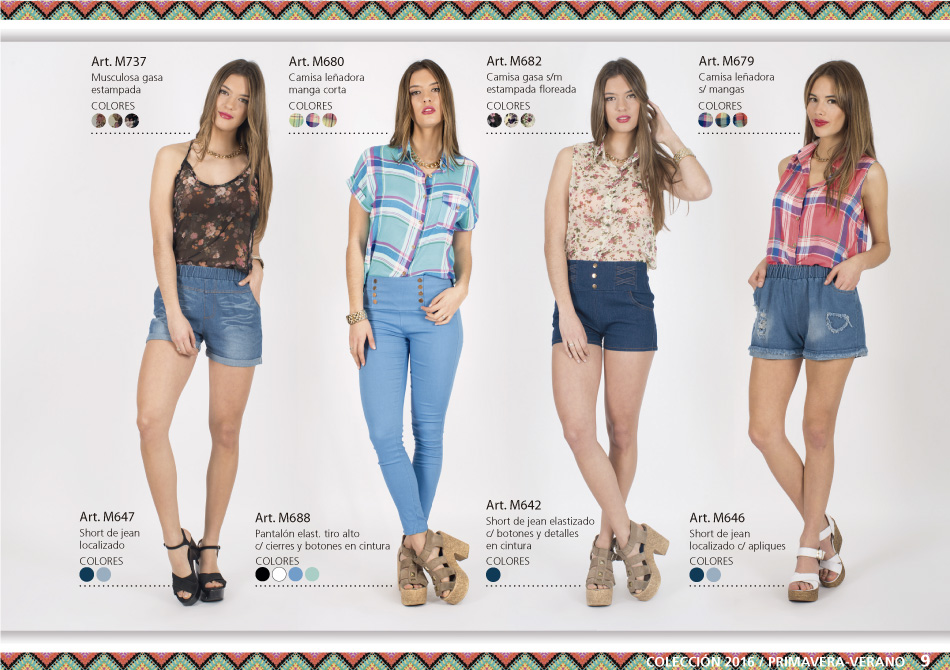 Art. M737
Musculosa gasa
estampada
COLORES
Art. M680
Camisa leñadora
manga corta
COLORES
Art. M682
Camisa gasa s/m
estampada floreada
COLORES
Art. M679
Camisa leñadora
s/ mangas
COLORES
Art. M647
Short de jean
localizado
COLORES
Art. M688
Pantalón elast. tiro alto
c/ cierres y botones en cintura
COLORES
Art. M642
Short de jean elastizado
c/ botones y detalles
en cintura
COLORES
Art. M646
Short de jean
localizado c/ apliques
COLORES
COLECCIÓN 2016 / PRIMAVERA-VERANO 9